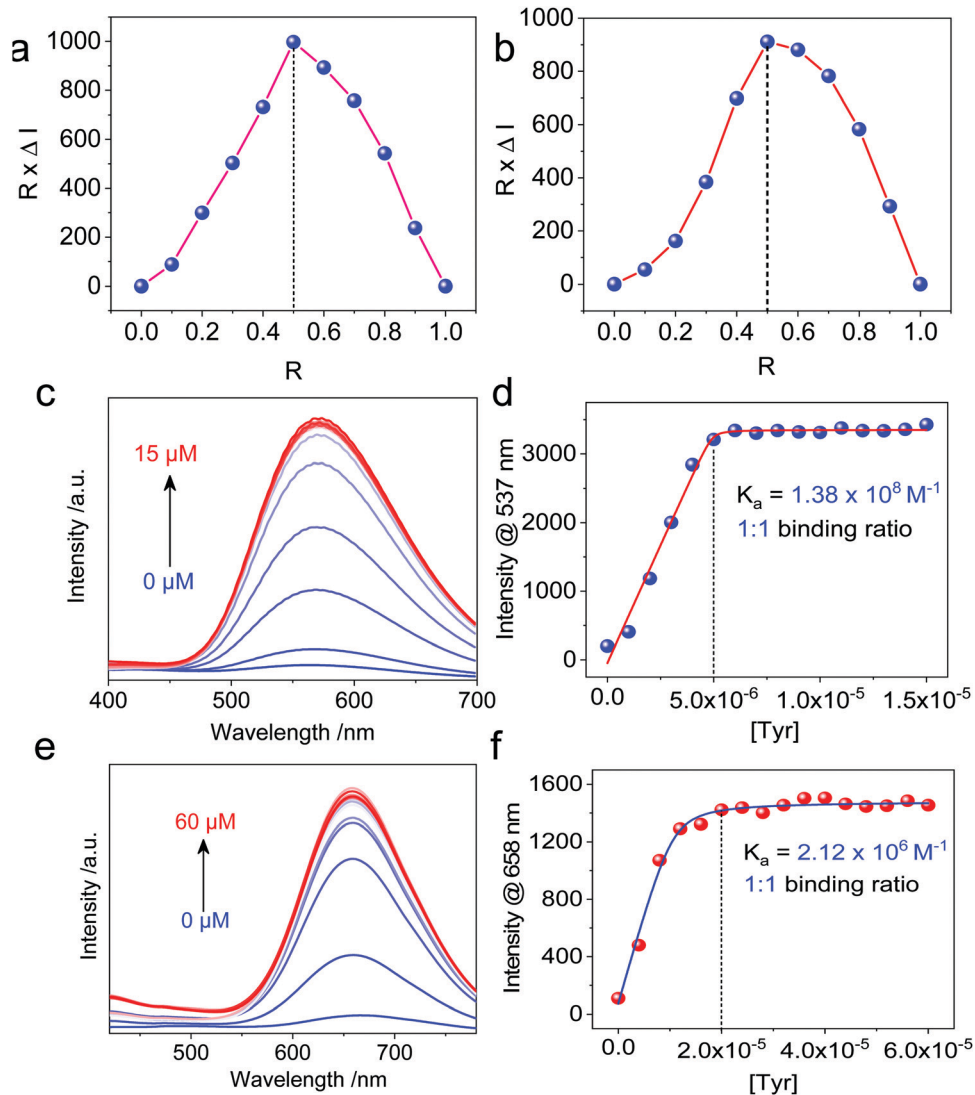 a
R x Δ I
1000
800
600
400
200
0
0.0 0.2 0.4 0.6 0.8 1.0
R
b
R x Δ I
1000
800
600
400
200
0
0.0 0.2 0.4 0.6 0.8 1.0
R
c
Intensity /a.u.
15 µM
0 µM
400 500 600 700
Wavelength /nm
d
Intensity @ 537 nm
3000
2000
1000
0
Kₐ = 1.38 x 10⁸ M⁻¹
1:1 binding ratio
0.0 5.0x10⁻⁶ 1.0x10⁻⁵ 1.5x10⁻⁵
[Tyr]
e
Intensity /a.u.
60 µM
0 µM
500 600 700
Wavelength /nm
f
Intensity @ 658 nm
1600
1200
800
400
0
Kₐ = 2.12 x 10⁶ M⁻¹
1:1 binding ratio
0.0 2.0x10⁻⁵ 4.0x10⁻⁵ 6.0x10⁻⁵
[Tyr]